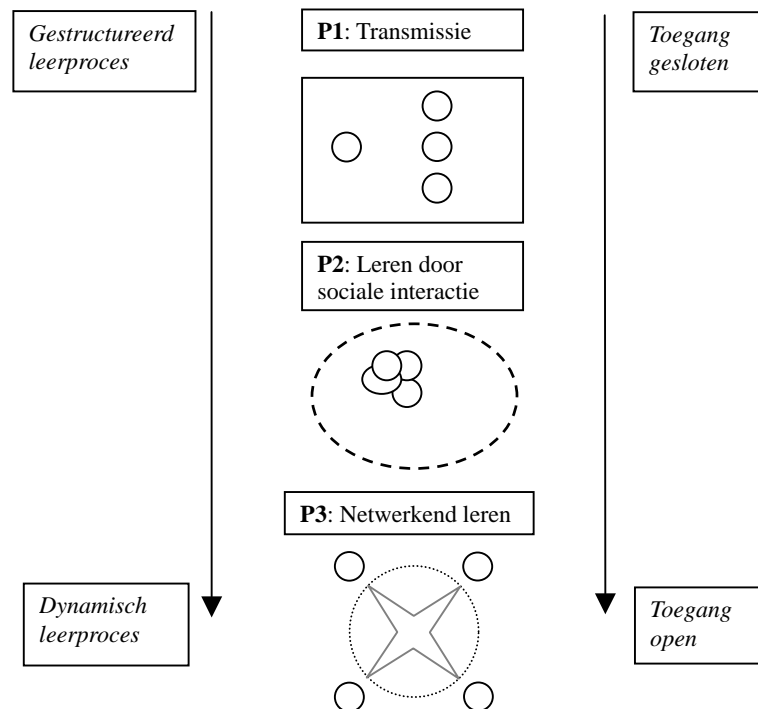 Gestructureerd
leerproces
P1: Transmissie
Toegang
gesloten
P2: Leren door
sociale interactie
P3: Netwerkend leren
Dynamisch
leerproces
Toegang
open